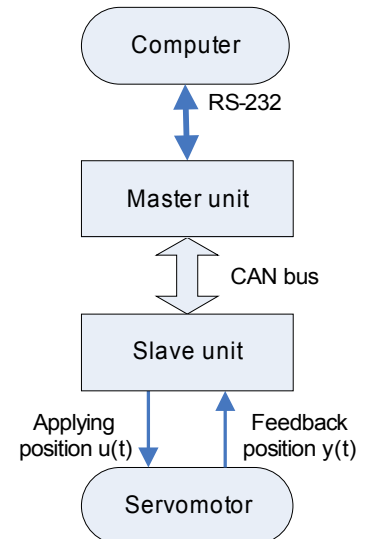 Computer
RS-232
Master unit
CAN bus
Slave unit
Applying
position u(t)
Feedback
position y(t)
Servomotor